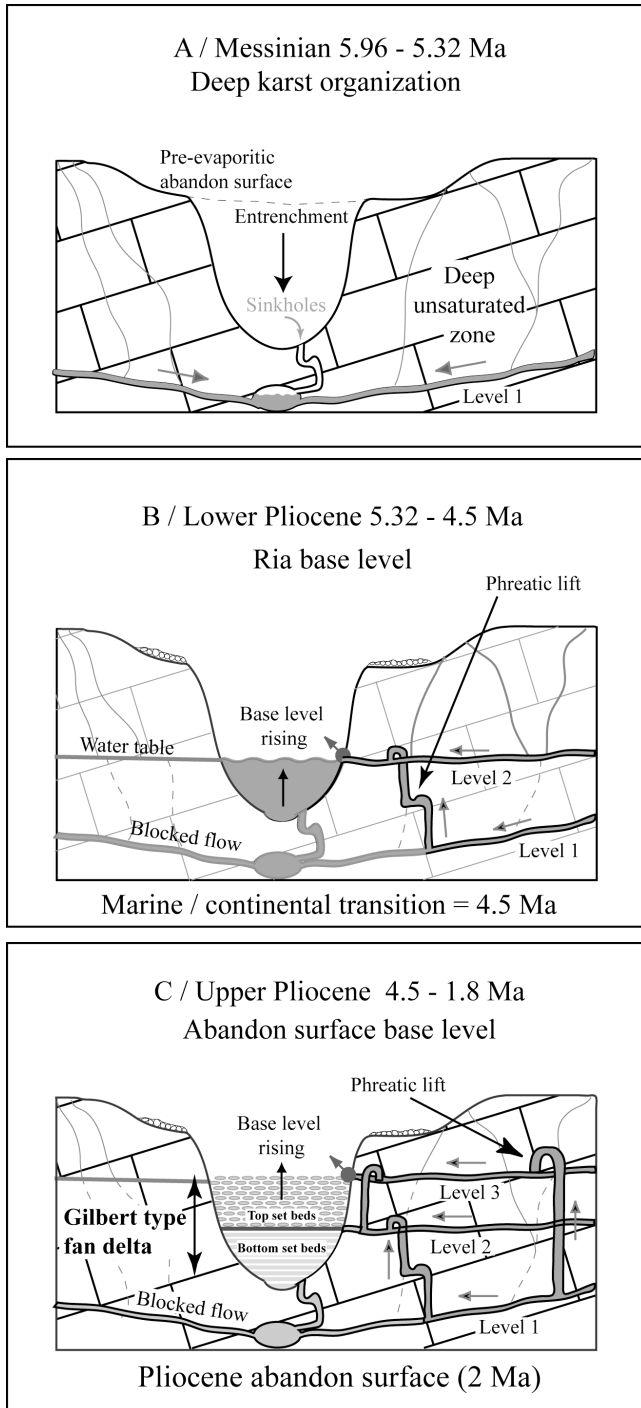 A / Messinian 5.96 - 5.32 Ma
Deep karst organization
Pre-evaporitic
abandon surface
Entrenchment
Sinkholes
Deep
unsaturated
zone
Level 1
B / Lower Pliocene 5.32 - 4.5 Ma
Ria base level
Phreatic lift
Base level
rising
Water table
Level 2
Blocked flow
Level 1
Marine / continental transition = 4.5 Ma
C / Upper Pliocene 4.5 - 1.8 Ma
Abandon surface base level
Phreatic lift
Base level
rising
Level 3
Gilbert type
fan delta
Top set beds
Bottom set beds
Level 2
Blocked flow
Level 1
Pliocene abandon surface (2 Ma)